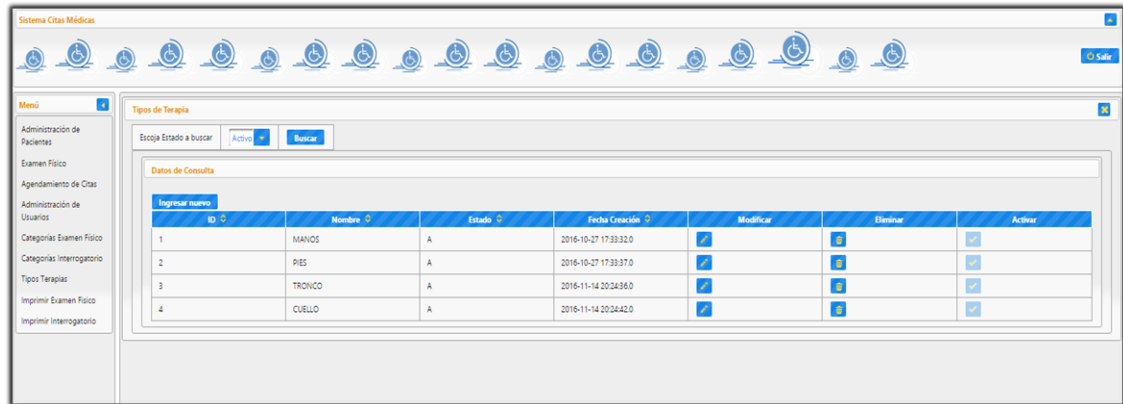 Sistema Citas Médicas
Salir
Menú
Administración de
Pacientes
Examen Físico
Agendamiento de Citas
Administración de
Usuarios
Categorías Examen Físico
Categorías Interrogatorio
Tipos Terapias
Imprimir Examen Físico
Imprimir Interrogatorio
Tipos de Terapia
Escoja Estado a buscar Activo Buscar
Datos de Consulta
Ingresar nuevo
ID Nombre Estado Fecha Creación Modificar Eliminar Activar
1 MANOS A 2016-10-27 17:33:32.0
2 PIES A 2016-10-27 17:33:37.0
3 TRONCO A 2016-11-14 20:24:36.0
4 CUELLO A 2016-11-14 20:24:42.0